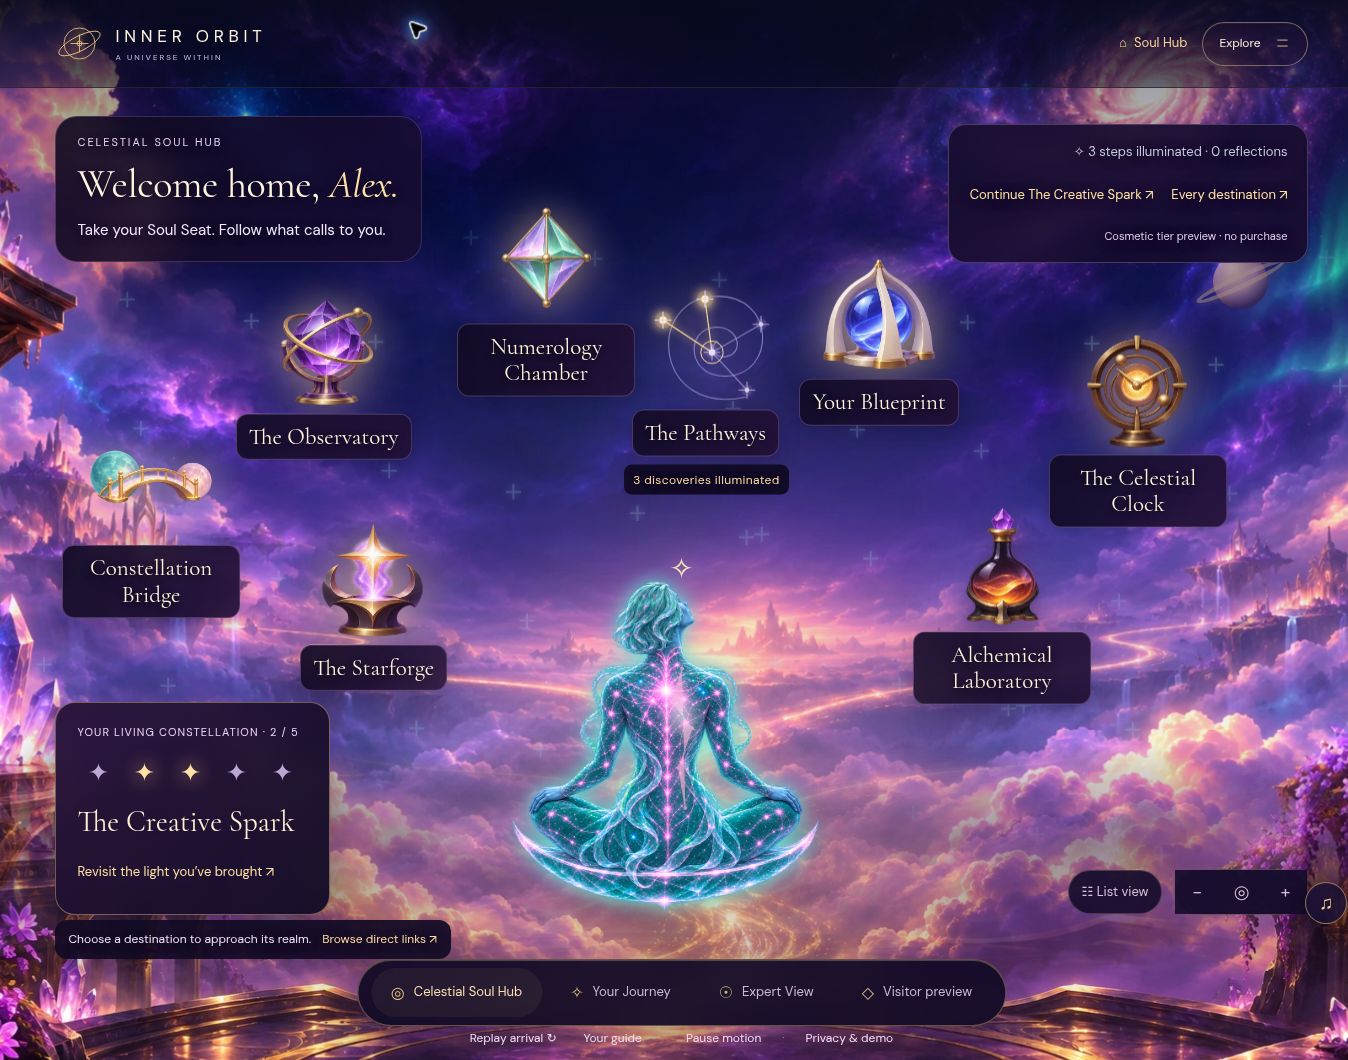 INNER ORBIT
A UNIVERSE WITHIN
Soul Hub
Explore
CELESTIAL SOUL HUB
Welcome home, Alex.
Take your Soul Seat. Follow what calls to you.
3 steps illuminated · 0 reflections
Continue The Creative Spark ↗ Every destination ↗
Cosmetic tier preview · no purchase
Numerology
Chamber
The Observatory
The Pathways
3 discoveries illuminated
Your Blueprint
The Celestial
Clock
Constellation
Bridge
The Starforge
Alchemical
Laboratory
YOUR LIVING CONSTELLATION · 2 / 5
The Creative Spark
Revisit the light you’ve brought ↗
List view
− ◎ +
Choose a destination to approach its realm. Browse direct links ↗
Celestial Soul Hub
Your Journey
Expert View
Visitor preview
Replay arrival ↻
Your guide
Pause motion
Privacy & demo